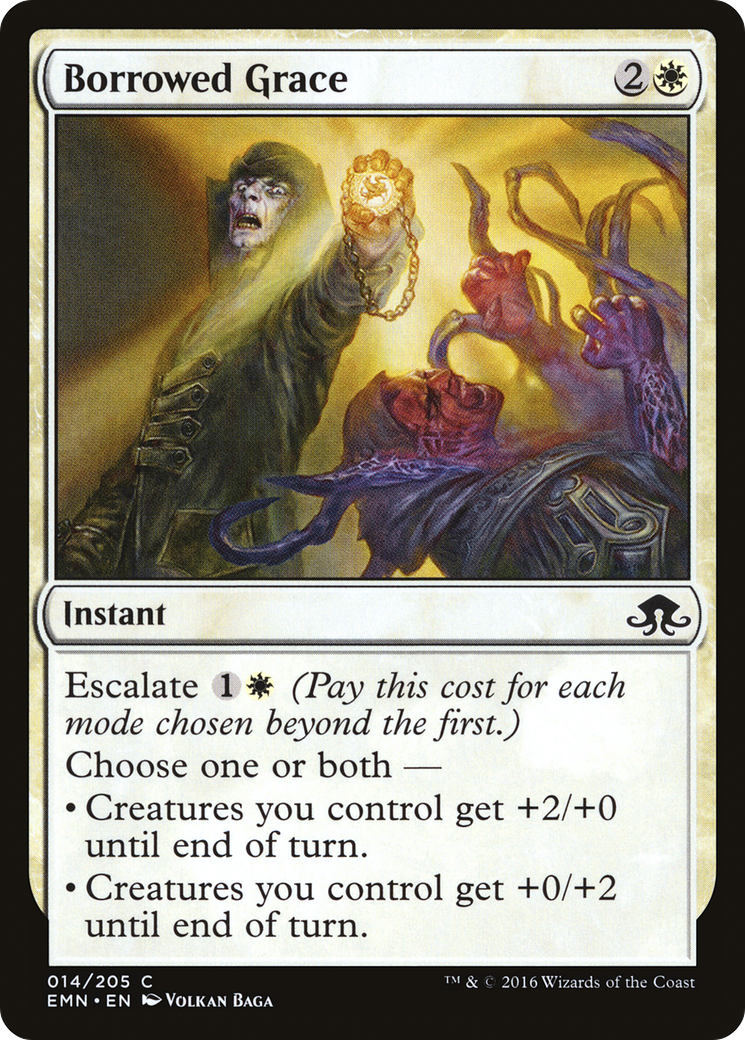 Borrowed Grace 2
Instant
Escalate 1 (Pay this cost for each
mode chosen beyond the first.)
Choose one or both —
• Creatures you control get +2/+0
until end of turn.
• Creatures you control get +0/+2
until end of turn.
014/205 C
EMN • EN Volkan Baga
™ & © 2016 Wizards of the Coast